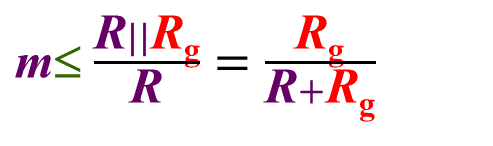 m≤ R||Rg / R = Rg / R+Rg